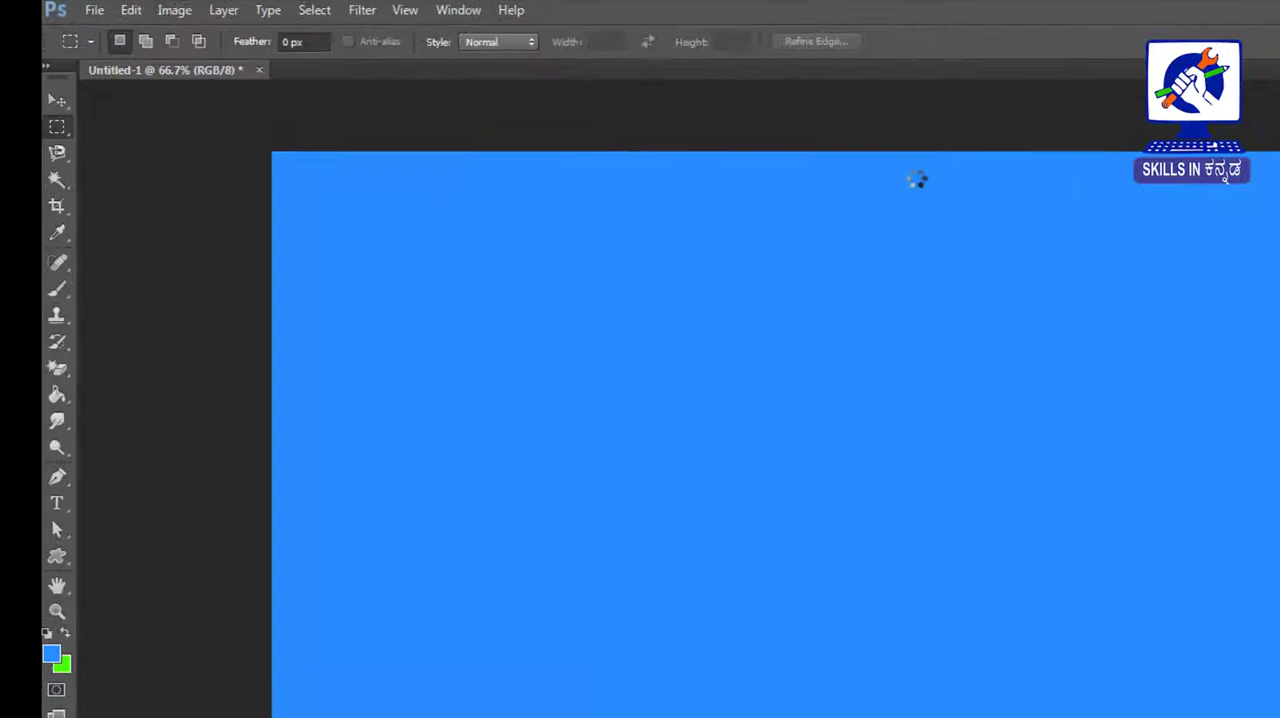 Ps File Edit Image Layer Type Select Filter View Window Help
Feather: 0 px Anti-alias Style: Normal Width: Height: Refine Edge...
Untitled-1 @ 66.7% (RGB/8) * ×
SKILLS IN ಕನ್ನಡ
T